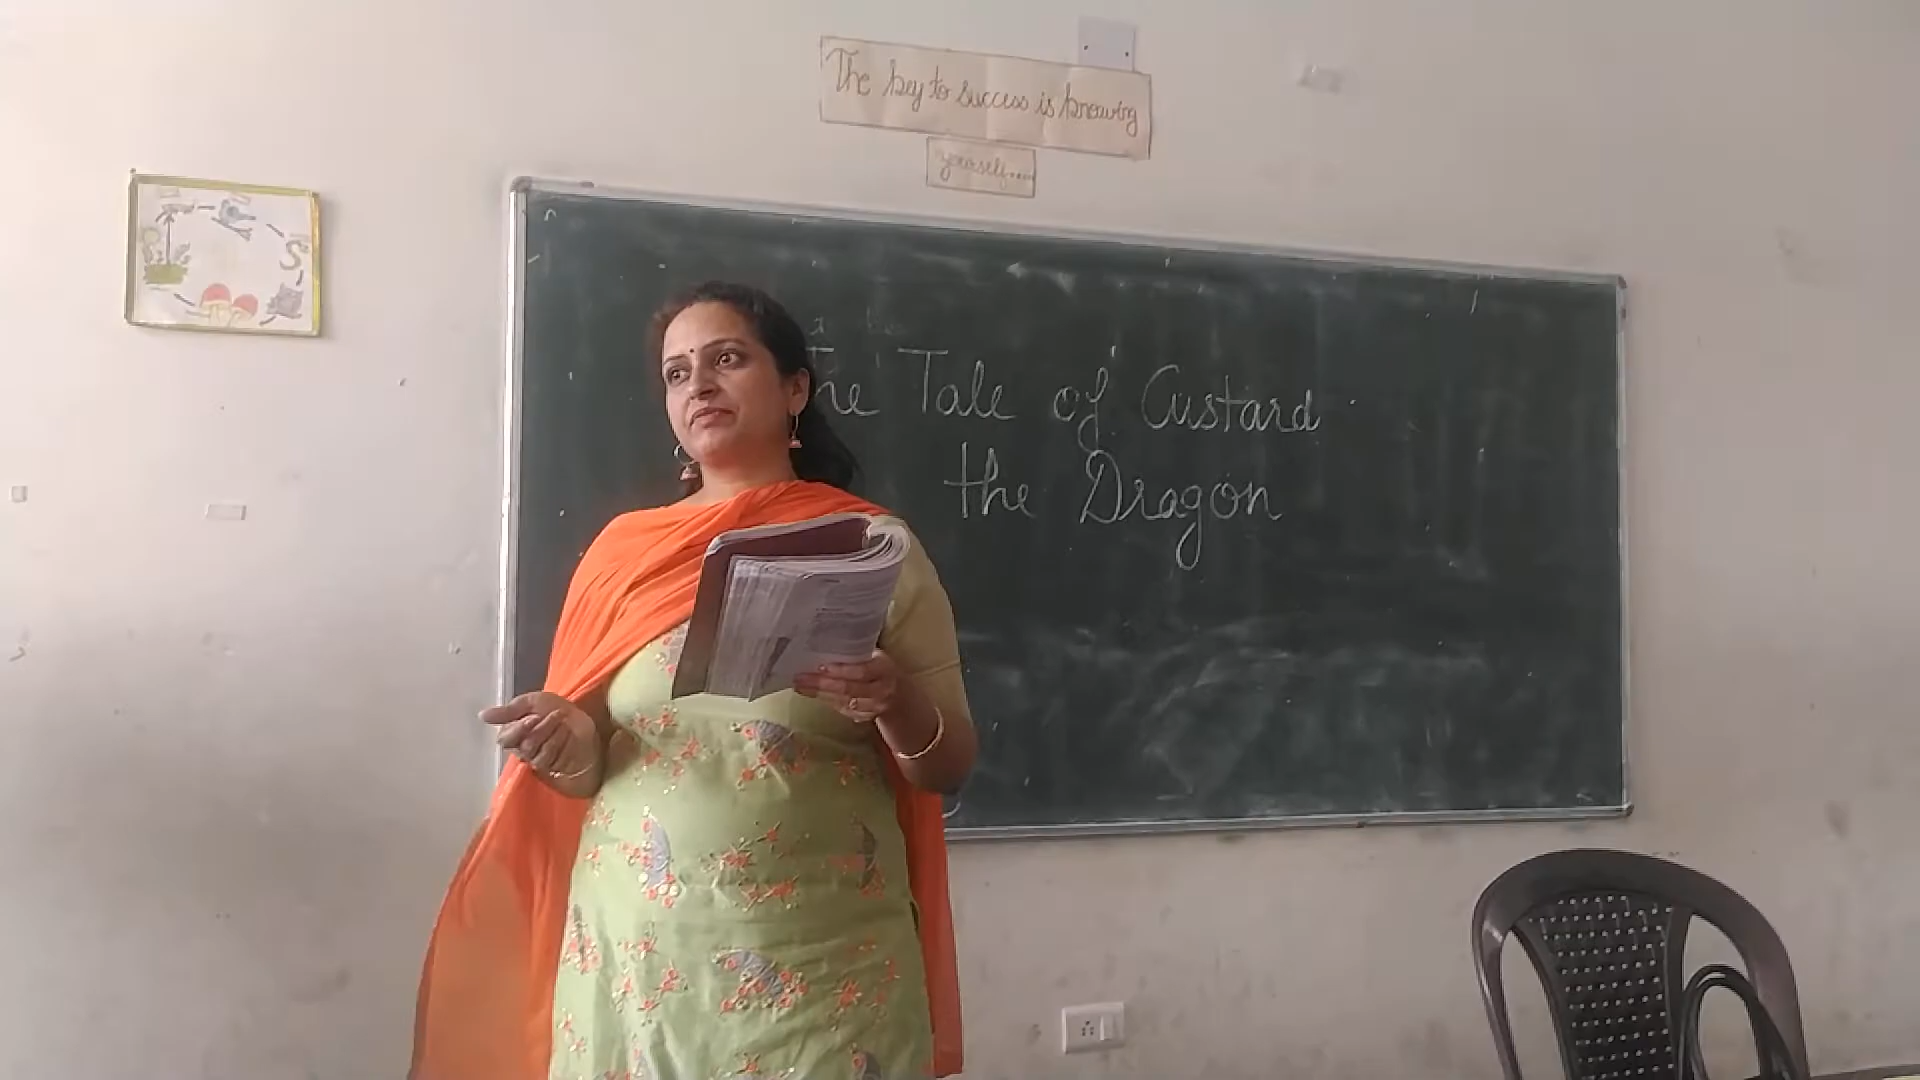 The key to success is knowing
yourself....
The Tale of Custard
the Dragon